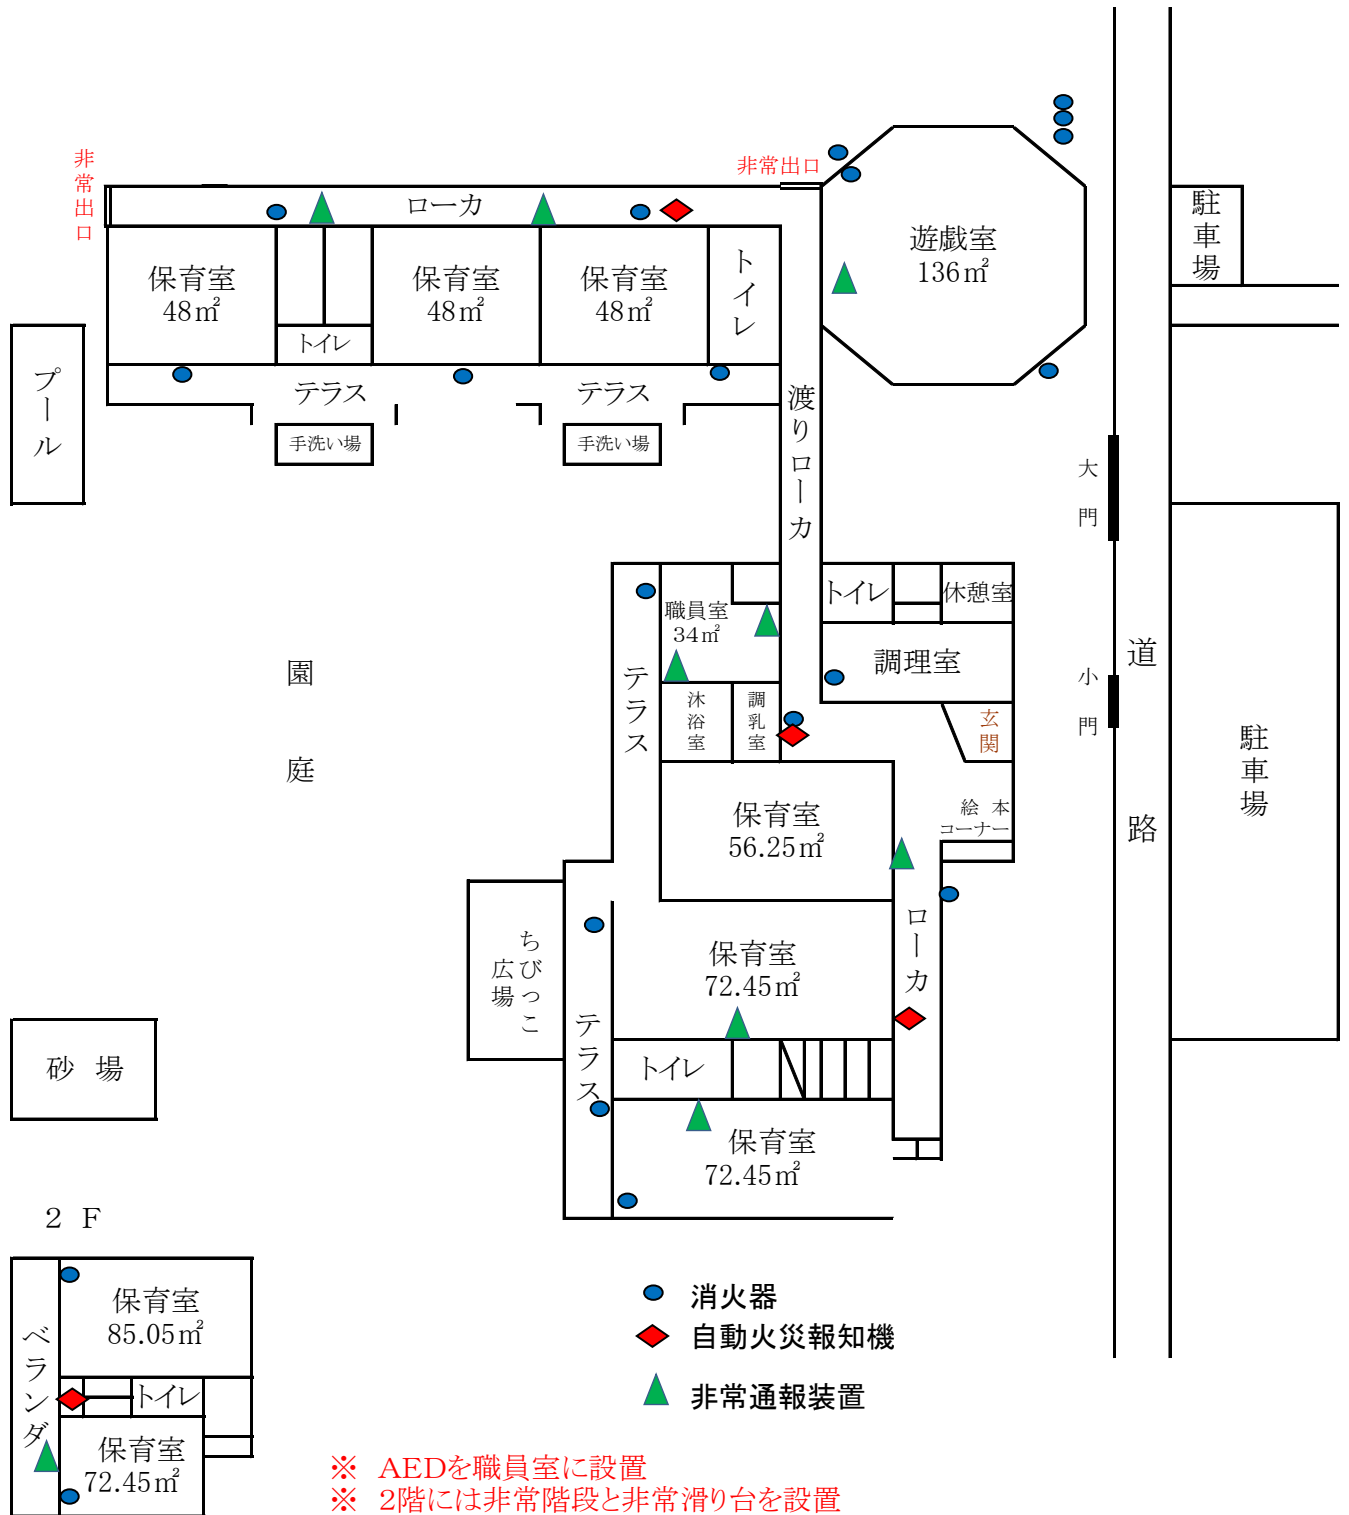 非常出口
非常出口
ローカ
遊戯室
136㎡
駐車場
保育室
48㎡
保育室
48㎡
保育室
48㎡
トイレ
トイレ
プール
テラス
テラス
手洗い場
手洗い場
渡りローカ
大門
職員室
34㎡
トイレ
休憩室
調理室
園庭
テラス
沐浴室
調乳室
玄関
小門
道路
駐車場
保育室
56.25㎡
絵 本
コーナー
ローカ
ちびっこ
広場
保育室
72.45㎡
テラス
トイレ
砂 場
保育室
72.45㎡
2 F
保育室
85.05㎡
ベランダ
トイレ
保育室
72.45㎡
消火器
自動火災報知機
非常通報装置
※ AEDを職員室に設置
※ 2階には非常階段と非常滑り台を設置